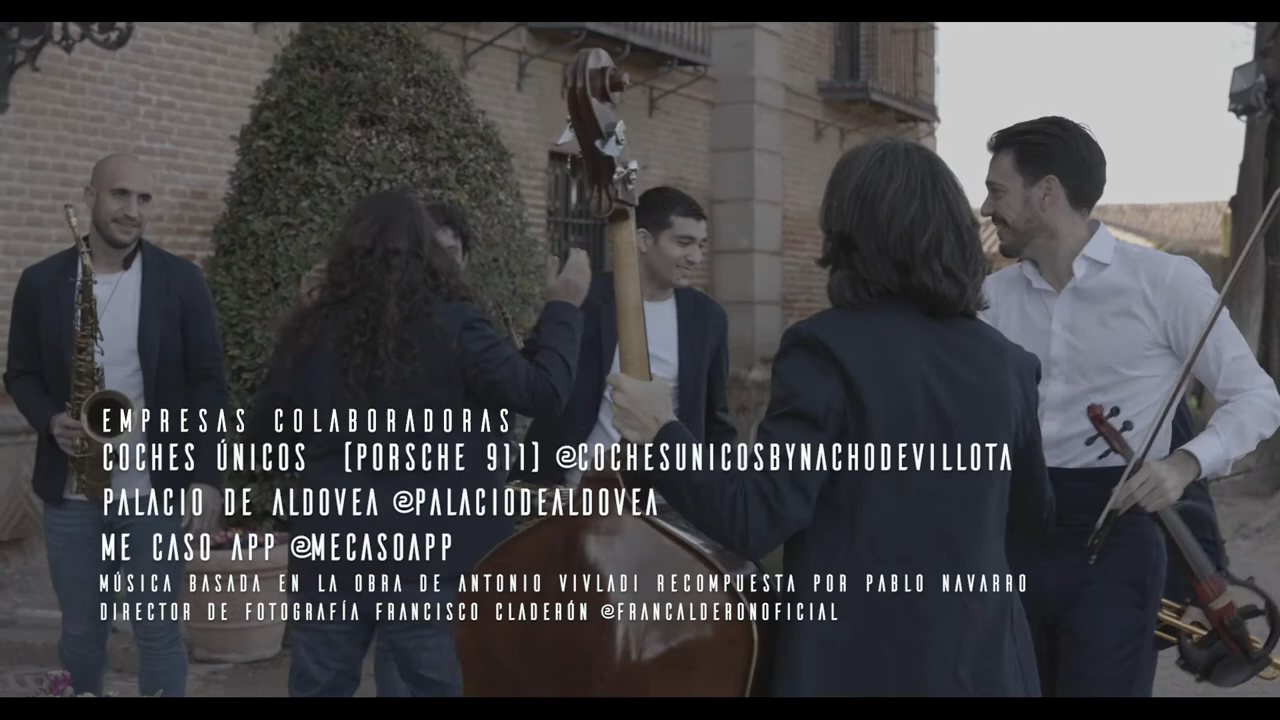 EMPRESAS COLABORADORAS
COCHES ÚNICOS [PORSCHE 911] @COCHESUNICOSBYNACHODEVILLOTA
PALACIO DE ALDOVEA @PALACIODEALDOVEA
ME CASO APP @MECASOAPP
MÚSICA BASADA EN LA OBRA DE ANTONIO VIVLADI RECOMPUESTA POR PABLO NAVARRO
DIRECTOR DE FOTOGRAFÍA FRANCISCO CLADERÓN @FRANCALDERONOFICIAL